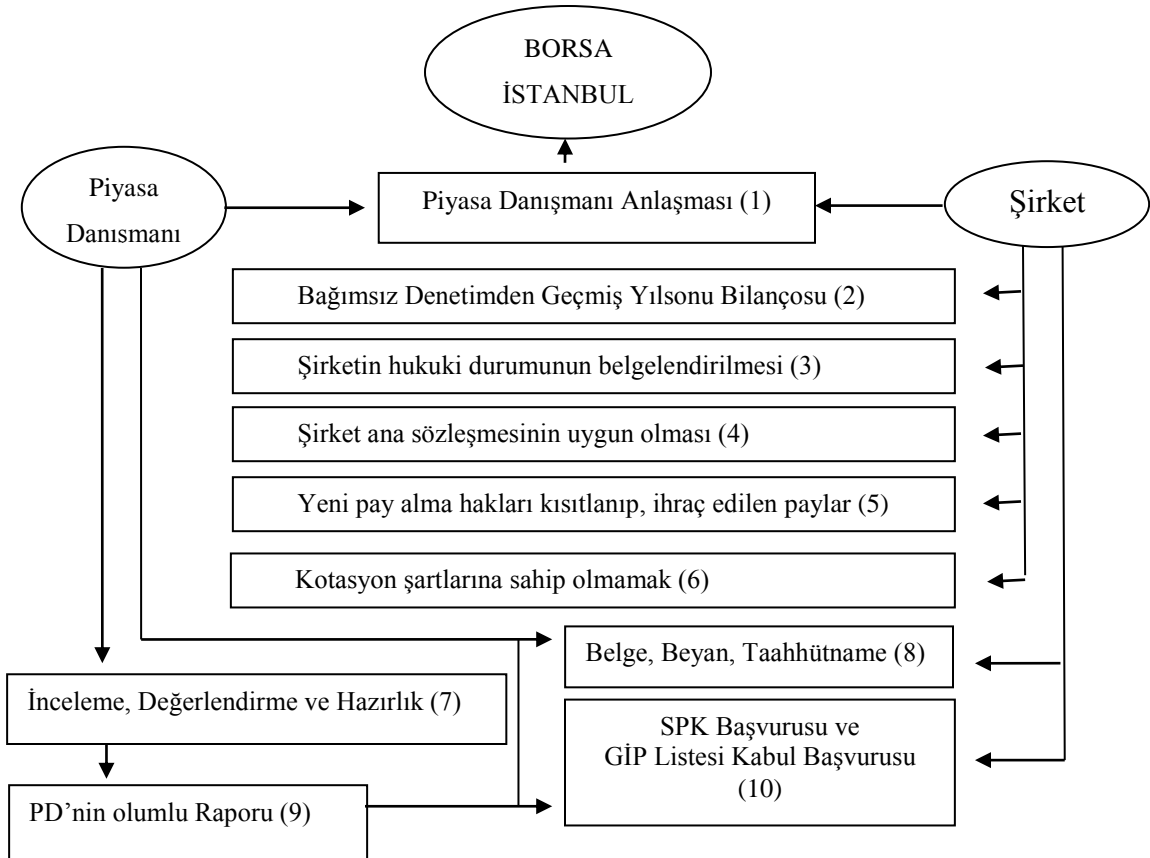 BORSA
İSTANBUL
Piyasa
Danısmanı
Piyasa Danışmanı Anlaşması (1)
Şirket
Bağımsız Denetimden Geçmiş Yılsonu Bilançosu (2)
Şirketin hukuki durumunun belgelendirilmesi (3)
Şirket ana sözleşmesinin uygun olması (4)
Yeni pay alma hakları kısıtlanıp, ihraç edilen paylar (5)
Kotasyon şartlarına sahip olmamak (6)
Belge, Beyan, Taahhütname (8)
İnceleme, Değerlendirme ve Hazırlık (7)
SPK Başvurusu ve
GİP Listesi Kabul Başvurusu
(10)
PD’nin olumlu Raporu (9)